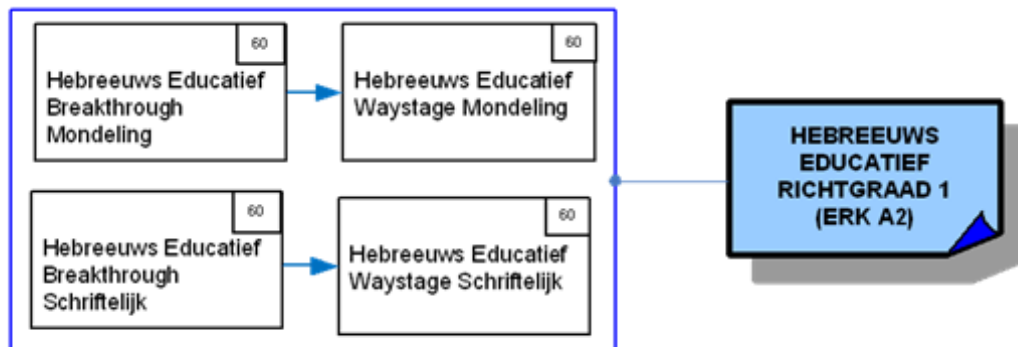 60
Hebreeuws Educatief
Breakthrough
Mondeling
60
Hebreeuws Educatief
Waystage Mondeling
60
Hebreeuws Educatief
Breakthrough
Schriftelijk
60
Hebreeuws Educatief
Waystage Schriftelijk
HEBREEUWS
EDUCATIEF
RICHTGRAAD 1
(ERK A2)